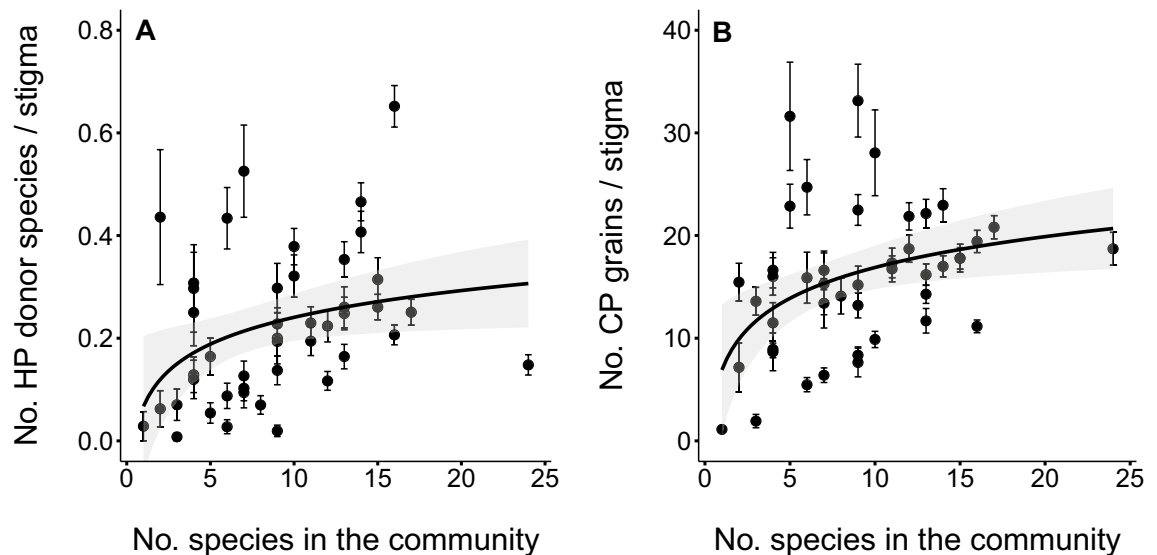 A
No. HP donor species / stigma
0.8
0.6
0.4
0.2
0.0
0 5 10 15 20 25
No. species in the community
B
No. CP grains / stigma
40
30
20
10
0
0 5 10 15 20 25
No. species in the community